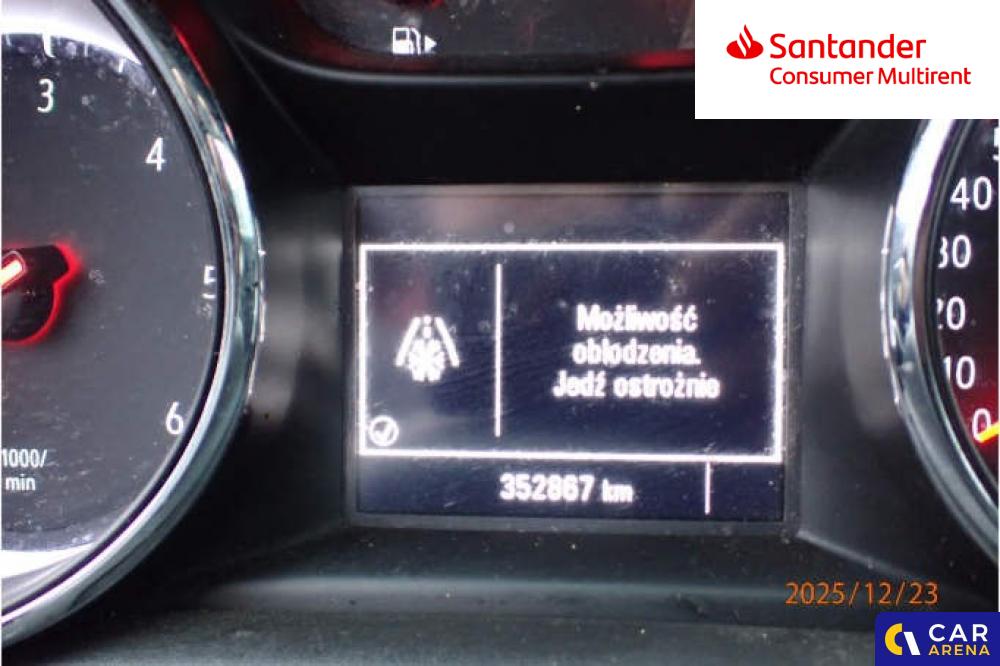 Santander
Consumer Multirent
3
4
5
6
1000/
min
Możliwość
oblodzenia.
Jedź ostrożnie
352867 km
40
30
20
10
0
2025/12/23
CAR
ARENA